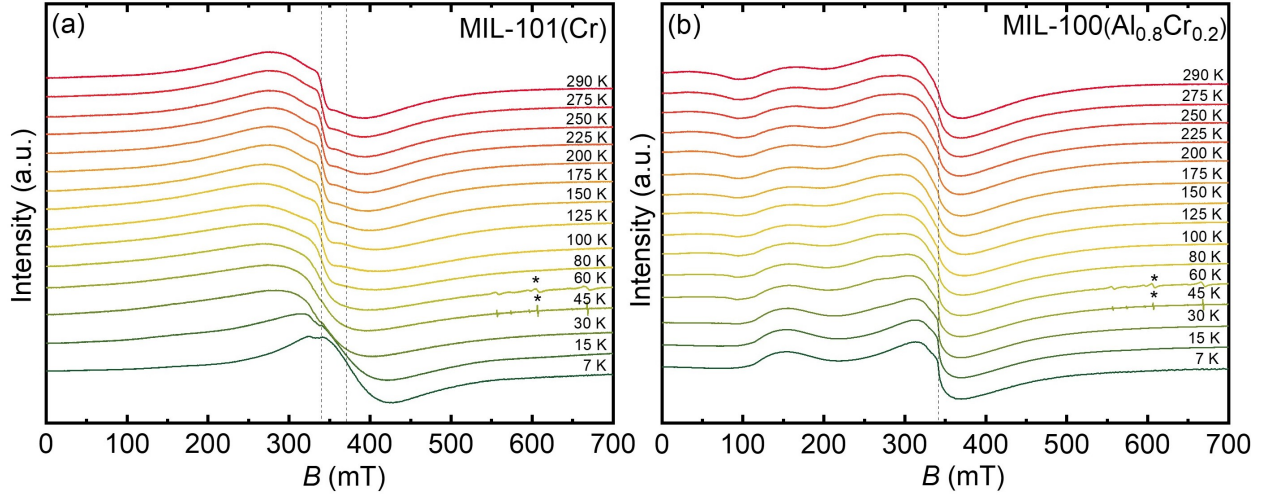 (a) MIL-101(Cr)
290 K
275 K
250 K
225 K
200 K
175 K
150 K
125 K
100 K
80 K
*
60 K
*
45 K
30 K
15 K
7 K
Intensity (a.u.)
0 100 200 300 400 500 600 700
B (mT)
(b) MIL-100(Al0.8Cr0.2)
290 K
275 K
250 K
225 K
200 K
175 K
150 K
125 K
100 K
80 K
*
60 K
*
45 K
30 K
15 K
7 K
Intensity (a.u.)
0 100 200 300 400 500 600 700
B (mT)